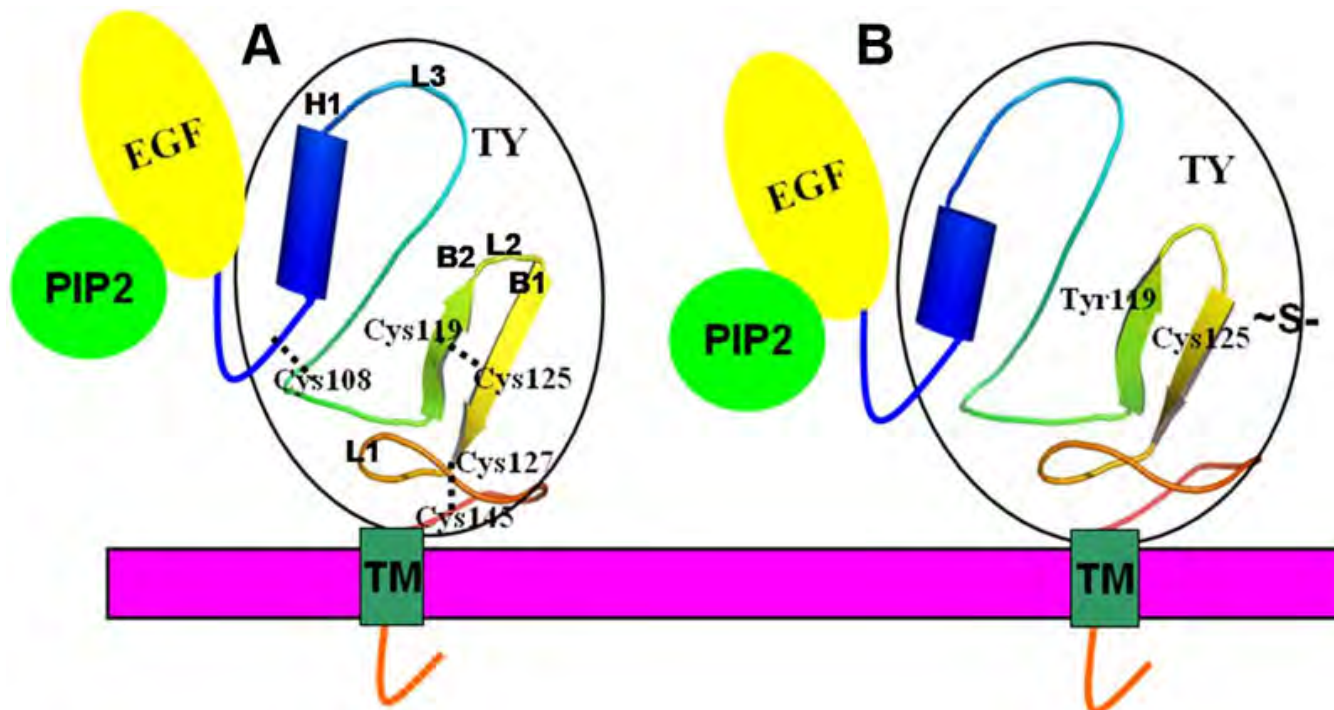 A
B
L3
H1
TY
EGF
EGF
TY
B2
L2
B1
PIP2
Tyr119
~S-
Cys119
Cys125
PIP2
Cys108
Cys125
L1
Cys127
Cys145
TM
TM